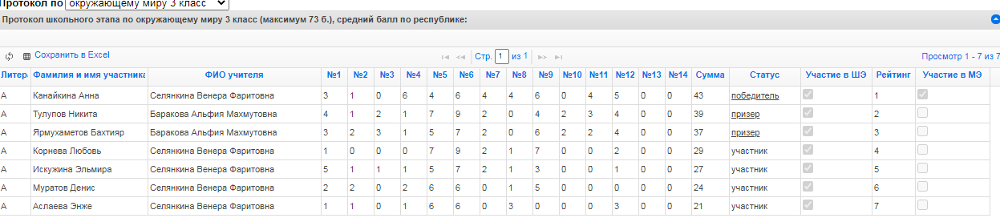 Протокол по окружающему миру 3 класс
Протокол школьного этапа по окружающему миру 3 класс (максимум 73 б.), средний балл по республике:
Сохранить в Excel Стр. 1 из 1 Просмотр 1 - 7 из 7
Литера Фамилия и имя участника ФИО учителя №1 №2 №3 №4 №5 №6 №7 №8 №9 №10 №11 №12 №13 №14 Сумма Статус Участие в ШЭ Рейтинг Участие в МЭ
А Канайкина Анна Селянкина Венера Фаритовна 3 1 0 6 4 6 4 4 6 0 4 5 0 0 43 победитель 1
А Тулупов Никита Баракова Альфия Махмутовна 4 1 2 1 7 9 2 0 4 2 3 4 0 0 39 призер 2
А Ярмухаметов Бахтияр Баракова Альфия Махмутовна 3 2 3 1 5 7 2 0 6 2 2 4 0 0 37 призер 3
А Корнева Любовь Селянкина Венера Фаритовна 1 0 0 0 7 9 2 1 7 0 0 2 0 0 29 участник 4
А Искужина Эльмира Селянкина Венера Фаритовна 5 1 1 1 5 7 2 1 3 0 0 1 0 0 27 участник 5
А Муратов Денис Селянкина Венера Фаритовна 2 2 0 2 6 6 0 1 5 0 0 0 0 0 24 участник 6
А Аслаева Энже Селянкина Венера Фаритовна 1 1 0 1 6 6 0 3 0 0 0 3 0 0 21 участник 7